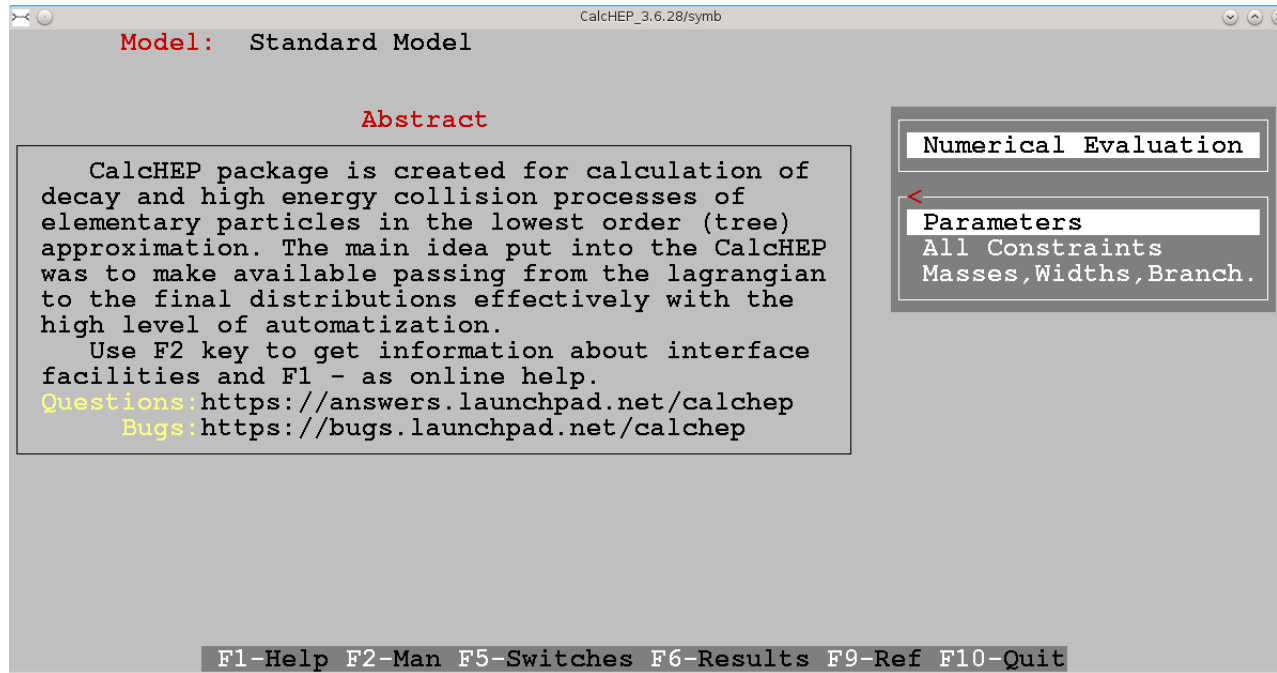 CalcHEP_3.6.28/symb
Model: Standard Model
Abstract
CalcHEP package is created for calculation of
decay and high energy collision processes of
elementary particles in the lowest order (tree)
approximation. The main idea put into the CalcHEP
was to make available passing from the lagrangian
to the final distributions effectively with the
high level of automatization.
Use F2 key to get information about interface
facilities and F1 - as online help.
Questions:https://answers.launchpad.net/calchep
Bugs:https://bugs.launchpad.net/calchep
Numerical Evaluation
<
Parameters
All Constraints
Masses,Widths,Branch.
F1-Help F2-Man F5-Switches F6-Results F9-Ref F10-Quit